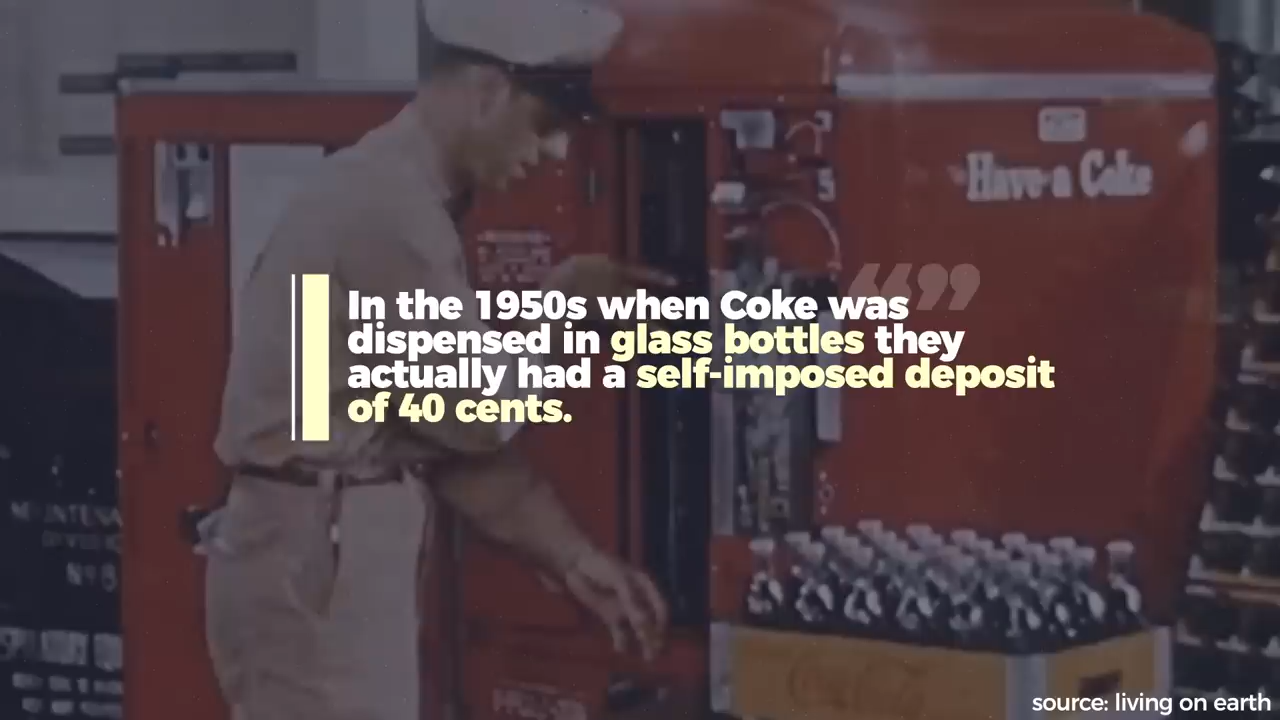 Have a Coke
In the 1950s when Coke was
dispensed in glass bottles they
actually had a self-imposed deposit
of 40 cents.
source: living on earth